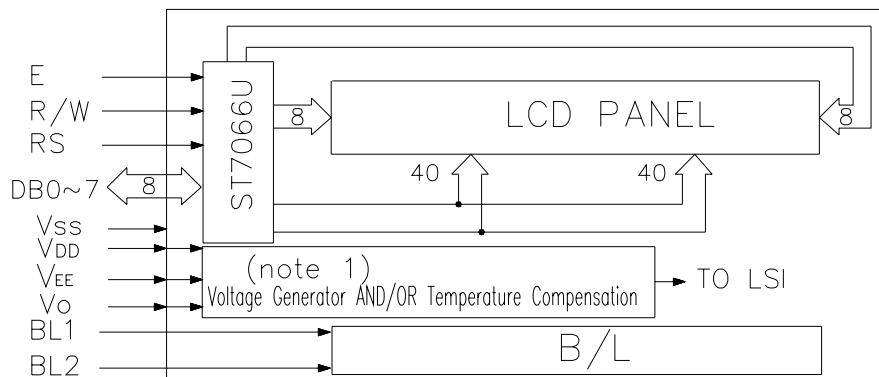 E
R/W
RS
DB0~7
8
ST7066U
8
LCD PANEL
8
40
40
VSS
VDD
VEE
VO
(note 1)
Voltage Generator AND/OR Temperature Compensation
TO LSI
BL1
BL2
B/L